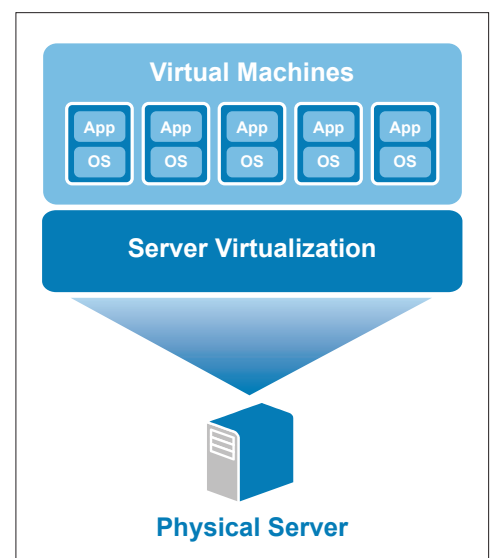 Virtual Machines
App App App App App
OS OS OS OS OS
Server Virtualization
Physical Server